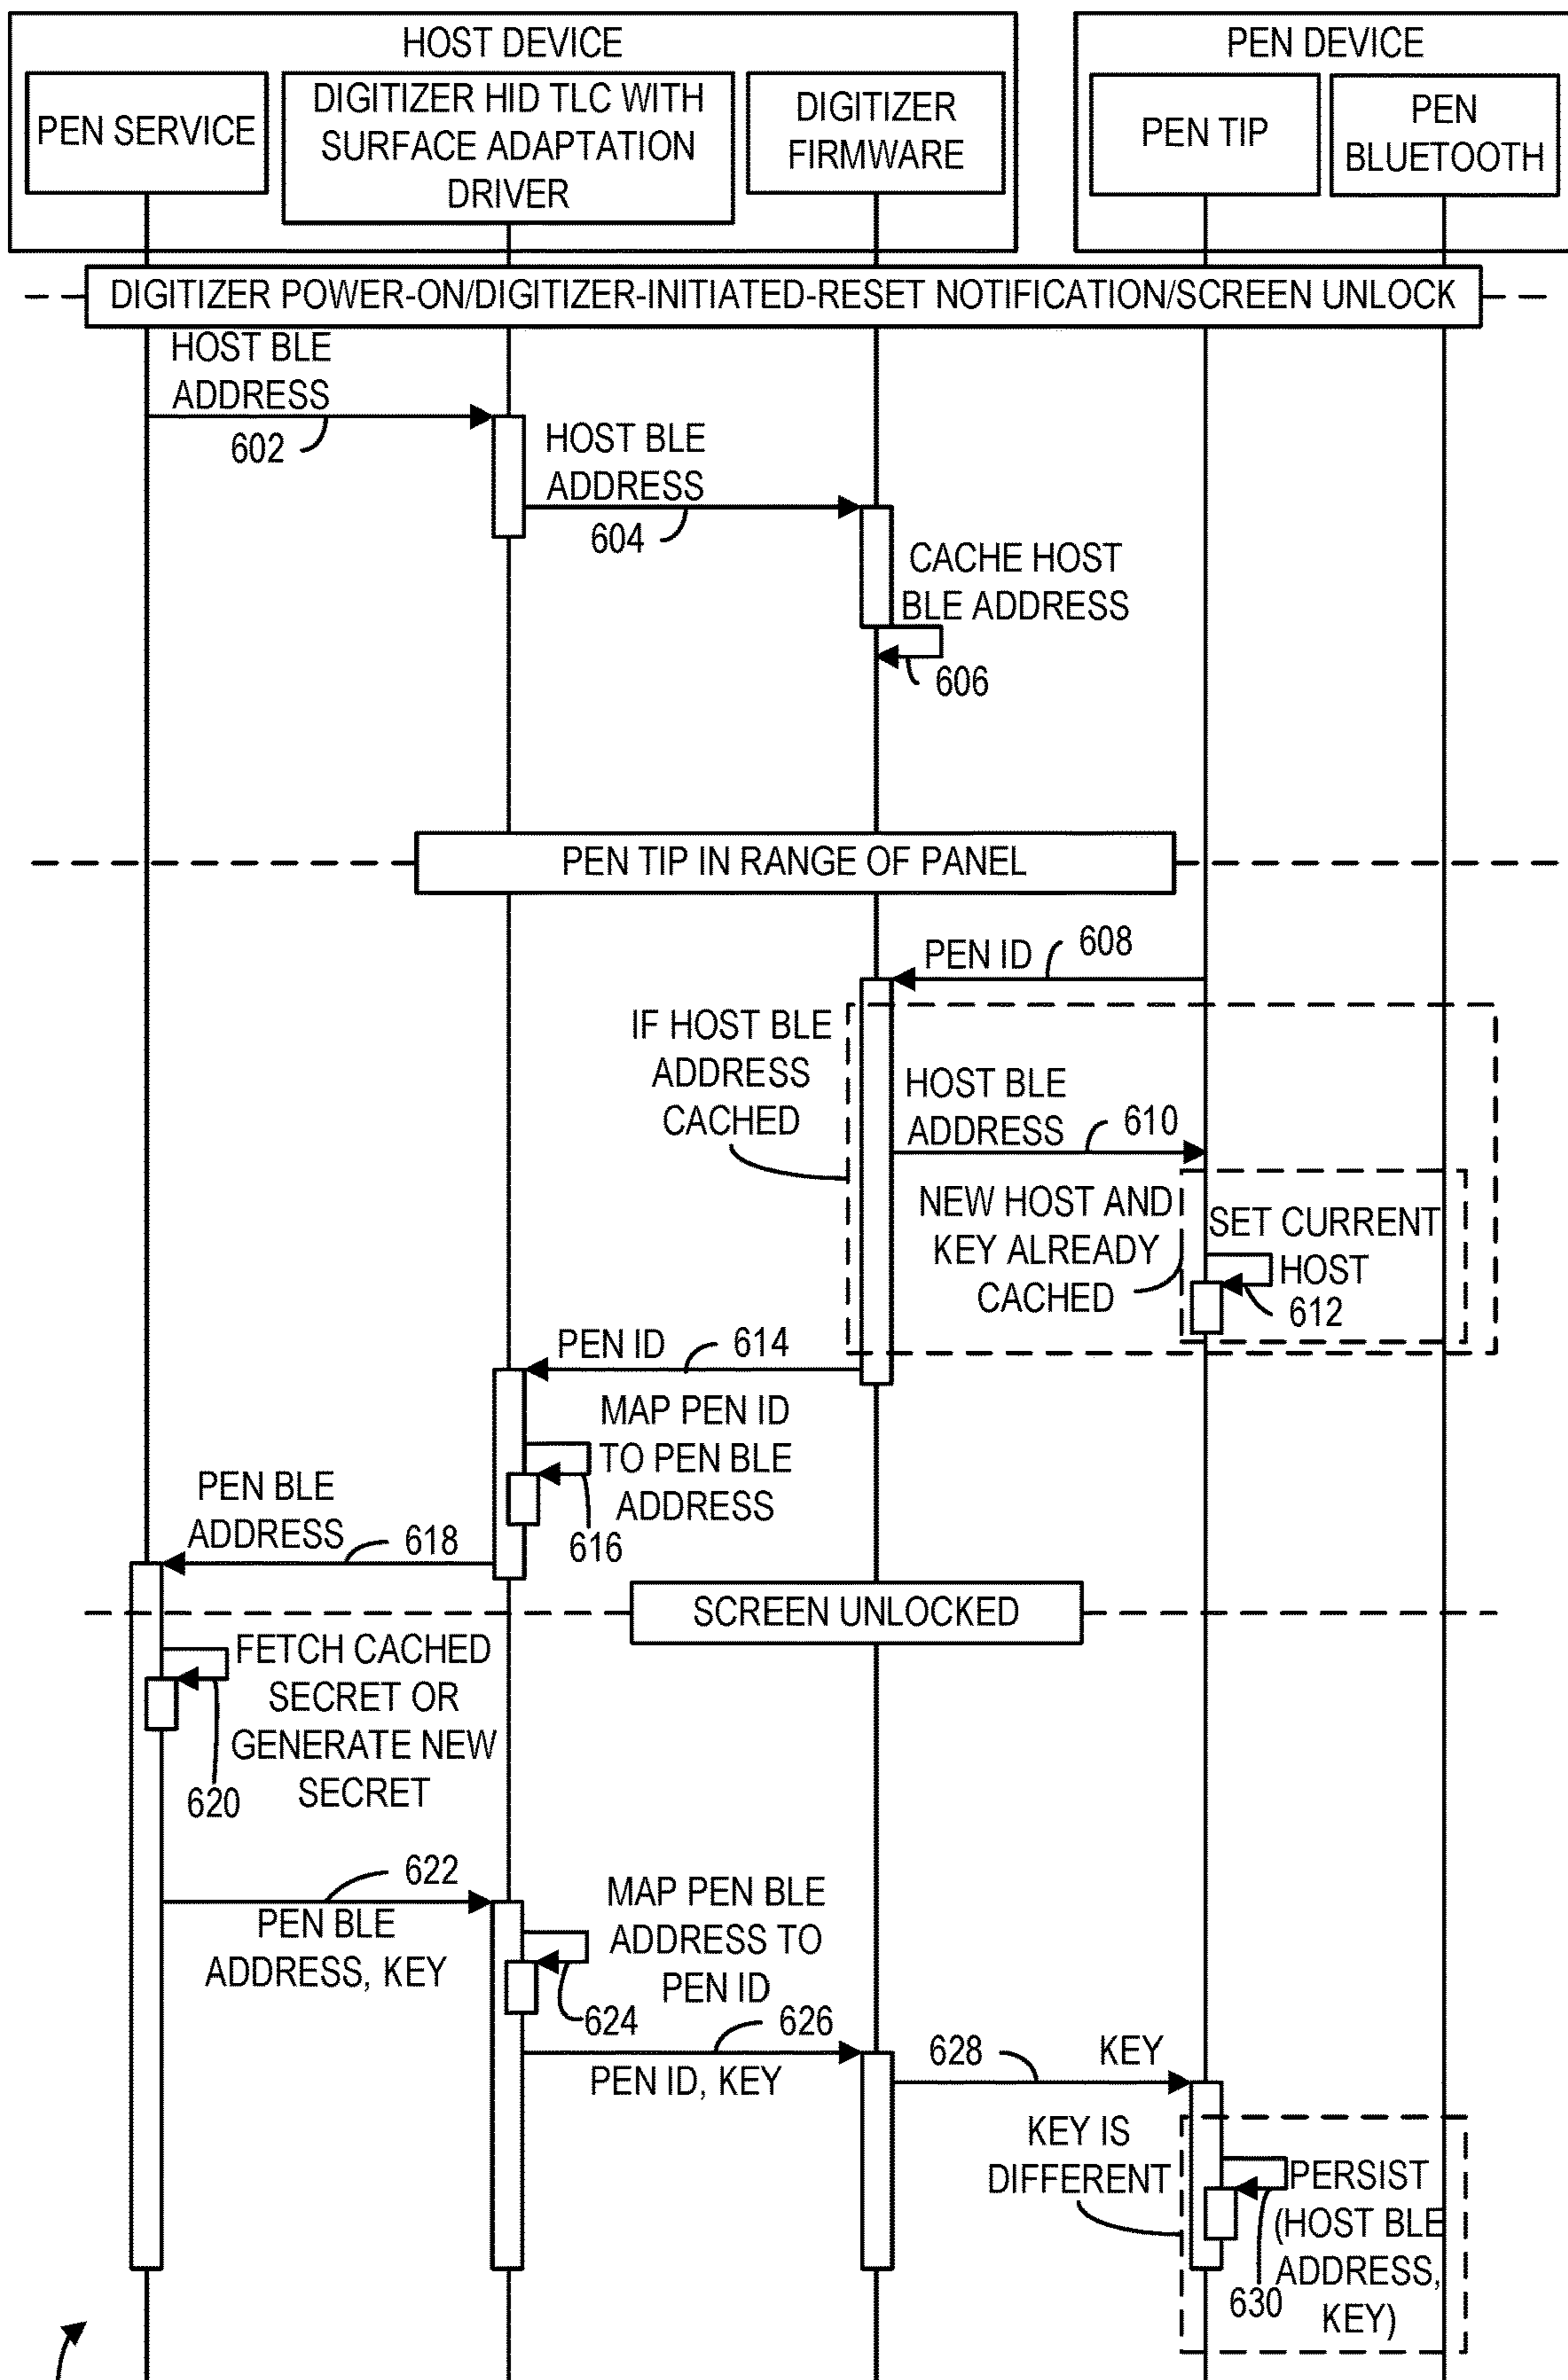 HOST DEVICE
PEN DEVICE
PEN SERVICE
DIGITIZER HID TLC WITH
SURFACE ADAPTATION
DRIVER
DIGITIZER
FIRMWARE
PEN TIP
PEN
BLUETOOTH
DIGITIZER POWER-ON/DIGITIZER-INITIATED-RESET NOTIFICATION/SCREEN UNLOCK
HOST BLE
ADDRESS
602
HOST BLE
ADDRESS
604
CACHE HOST
BLE ADDRESS
606
PEN TIP IN RANGE OF PANEL
PEN ID
608
IF HOST BLE
ADDRESS
CACHED
HOST BLE
ADDRESS
610
NEW HOST AND
KEY ALREADY
CACHED
SET CURRENT
HOST
612
PEN ID
614
MAP PEN ID
TO PEN BLE
ADDRESS
616
PEN BLE
ADDRESS
618
SCREEN UNLOCKED
FETCH CACHED
SECRET OR
GENERATE NEW
SECRET
620
622
PEN BLE
ADDRESS, KEY
MAP PEN BLE
ADDRESS TO
PEN ID
624
626
PEN ID, KEY
628
KEY
KEY IS
DIFFERENT
PERSIST
(HOST BLE
ADDRESS,
KEY)
630